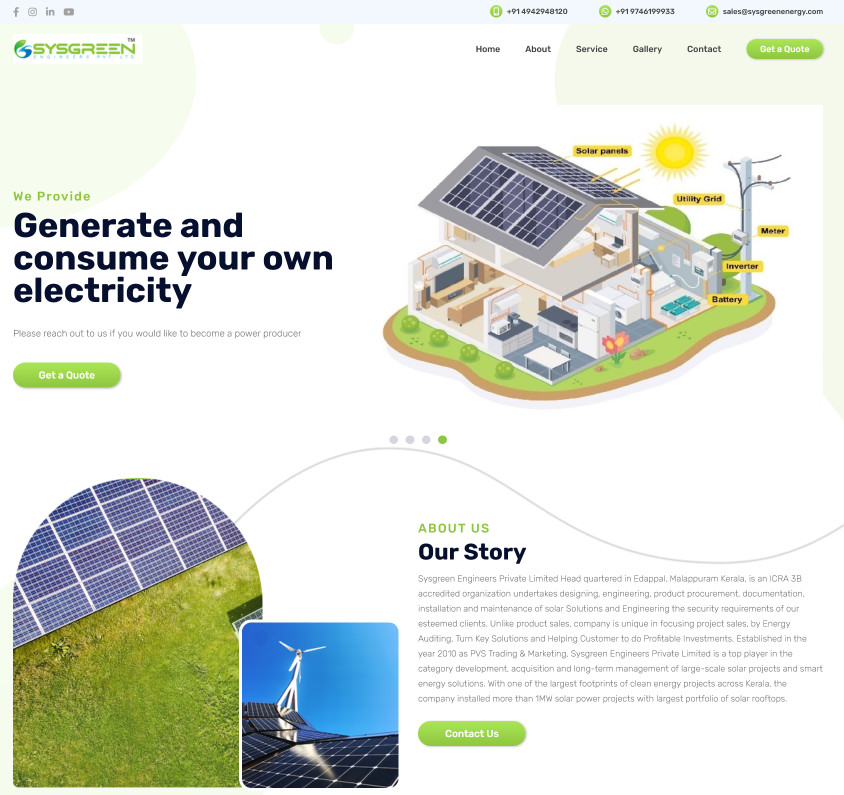 +91 4942948120
+91 9746199933
sales@sysgreenenergy.com
SYSGREEN TM
ENGINEERS PVT LTD
Home
About
Service
Gallery
Contact
Get a Quote
We Provide
Generate and
consume your own
electricity
Please reach out to us if you would like to become a power producer
Get a Quote
Solar panels
Utility Grid
Meter
Inverter
Battery
ABOUT US
Our Story
Sysgreen Engineers Private Limited Head quartered in Edappal, Malappuram Kerala, is an ICRA 3B
accredited organization undertakes designing, engineering, product procurement, documentation,
installation and maintenance of solar Solutions and Engineering the security requirements of our
esteemed clients. Unlike product sales, company is unique in focusing project sales, by Energy
Auditing, Turn Key Solutions and Helping Customer to do Profitable Investments. Established in the
year 2010 as PVS Trading & Marketing, Sysgreen Engineers Private Limited is a top player in the
category development, acquisition and long-term management of large-scale solar projects and smart
energy solutions. With one of the largest footprints of clean energy projects across Kerala, the
company installed more than 1MW solar power projects with largest portfolio of solar rooftops.
Contact Us